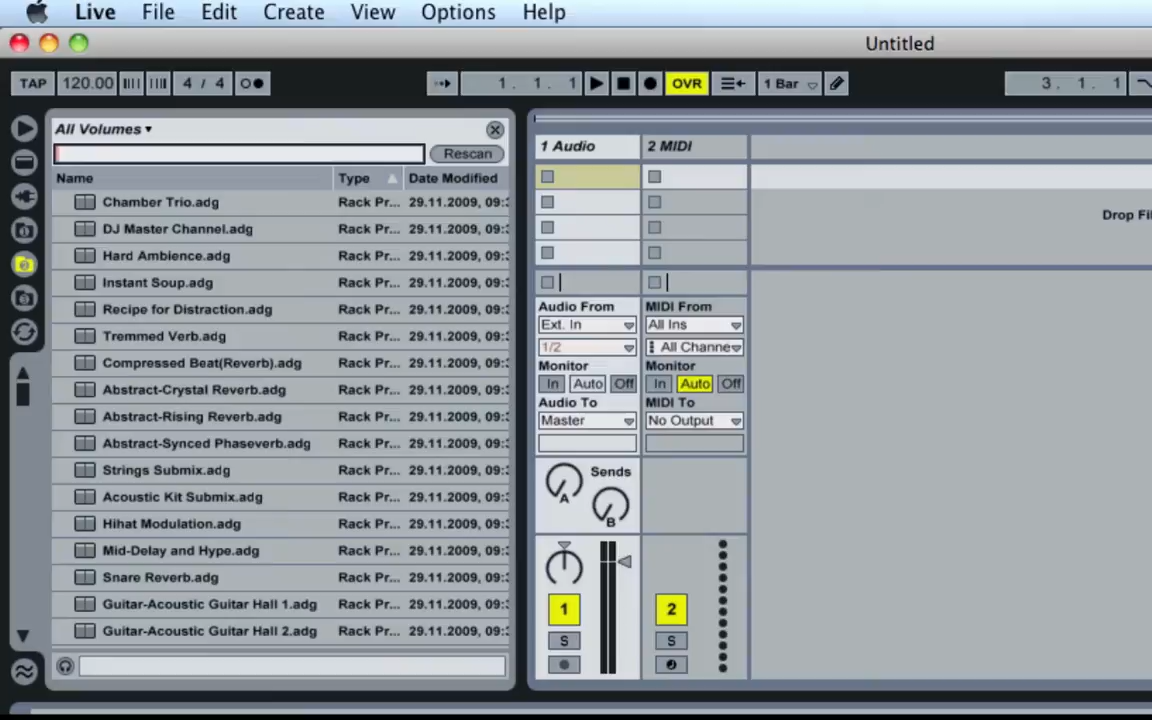 Live File Edit Create View Options Help
Untitled
TAP 120.00 4 / 4 1. 1. 1 OVR 1 Bar 3. 1. 1
All Volumes
Rescan
Name Type Date Modified
Chamber Trio.adg Rack Pr... 29.11.2009, 09:
DJ Master Channel.adg Rack Pr... 29.11.2009, 09:
Hard Ambience.adg Rack Pr... 29.11.2009, 09:
Instant Soup.adg Rack Pr... 29.11.2009, 09:
Recipe for Distraction.adg Rack Pr... 29.11.2009, 09:
Tremmed Verb.adg Rack Pr... 29.11.2009, 09:
Compressed Beat(Reverb).adg Rack Pr... 29.11.2009, 09:
Abstract-Crystal Reverb.adg Rack Pr... 29.11.2009, 09:
Abstract-Rising Reverb.adg Rack Pr... 29.11.2009, 09:
Abstract-Synced Phaseverb.adg Rack Pr... 29.11.2009, 09:
Strings Submix.adg Rack Pr... 29.11.2009, 09:
Acoustic Kit Submix.adg Rack Pr... 29.11.2009, 09:
Hihat Modulation.adg Rack Pr... 29.11.2009, 09:
Mid-Delay and Hype.adg Rack Pr... 29.11.2009, 09:
Snare Reverb.adg Rack Pr... 29.11.2009, 09:
Guitar-Acoustic Guitar Hall 1.adg Rack Pr... 29.11.2009, 09:
Guitar-Acoustic Guitar Hall 2.adg Rack Pr... 29.11.2009, 09:
1 Audio 2 MIDI
Drop Fil
Audio From MIDI From
Ext. In All Ins
1/2 All Channe
Monitor Monitor
In Auto Off In Auto Off
Audio To MIDI To
Master No Output
Sends
A
B
1 2
S S